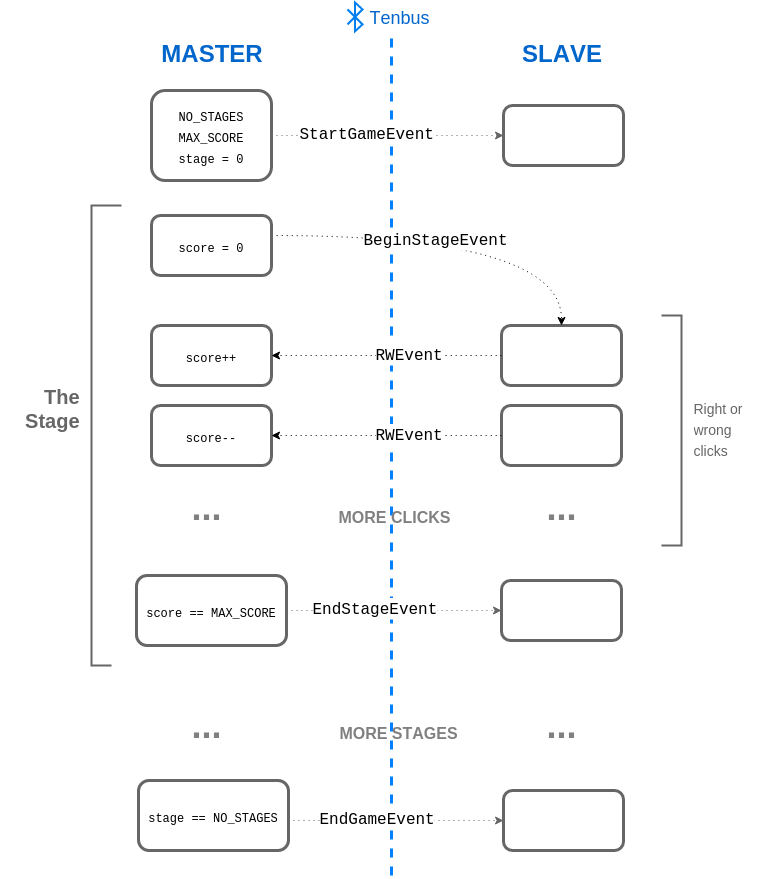 Tenbus
MASTER
SLAVE
NO_STAGES
MAX_SCORE
stage = 0
StartGameEvent
score = 0
BeginStageEvent
score++
RWEvent
The
Stage
Right or
wrong
clicks
score--
RWEvent
...
MORE CLICKS
...
score == MAX_SCORE
EndStageEvent
...
MORE STAGES
...
stage == NO_STAGES
EndGameEvent